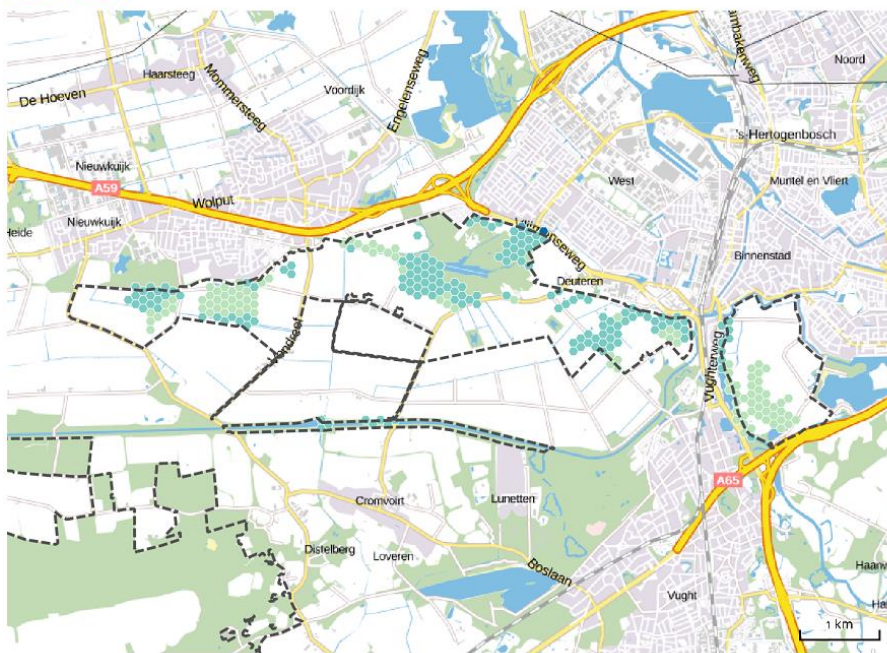 Noord
Haarsteeg
Voordijk
De Hoeven
Mommersteeg
Engelenseweg
's-Hertogenbosch
Nieuwkuijk
West
Muntel en Vliert
A59
Wolput
Nieuwkuijk
Heide
Binnenstad
Deuteren
Vughterweg
A65
Cromvoirt
Lunetten
Distelberg
Loveren
Boslaan
Vught
1 km